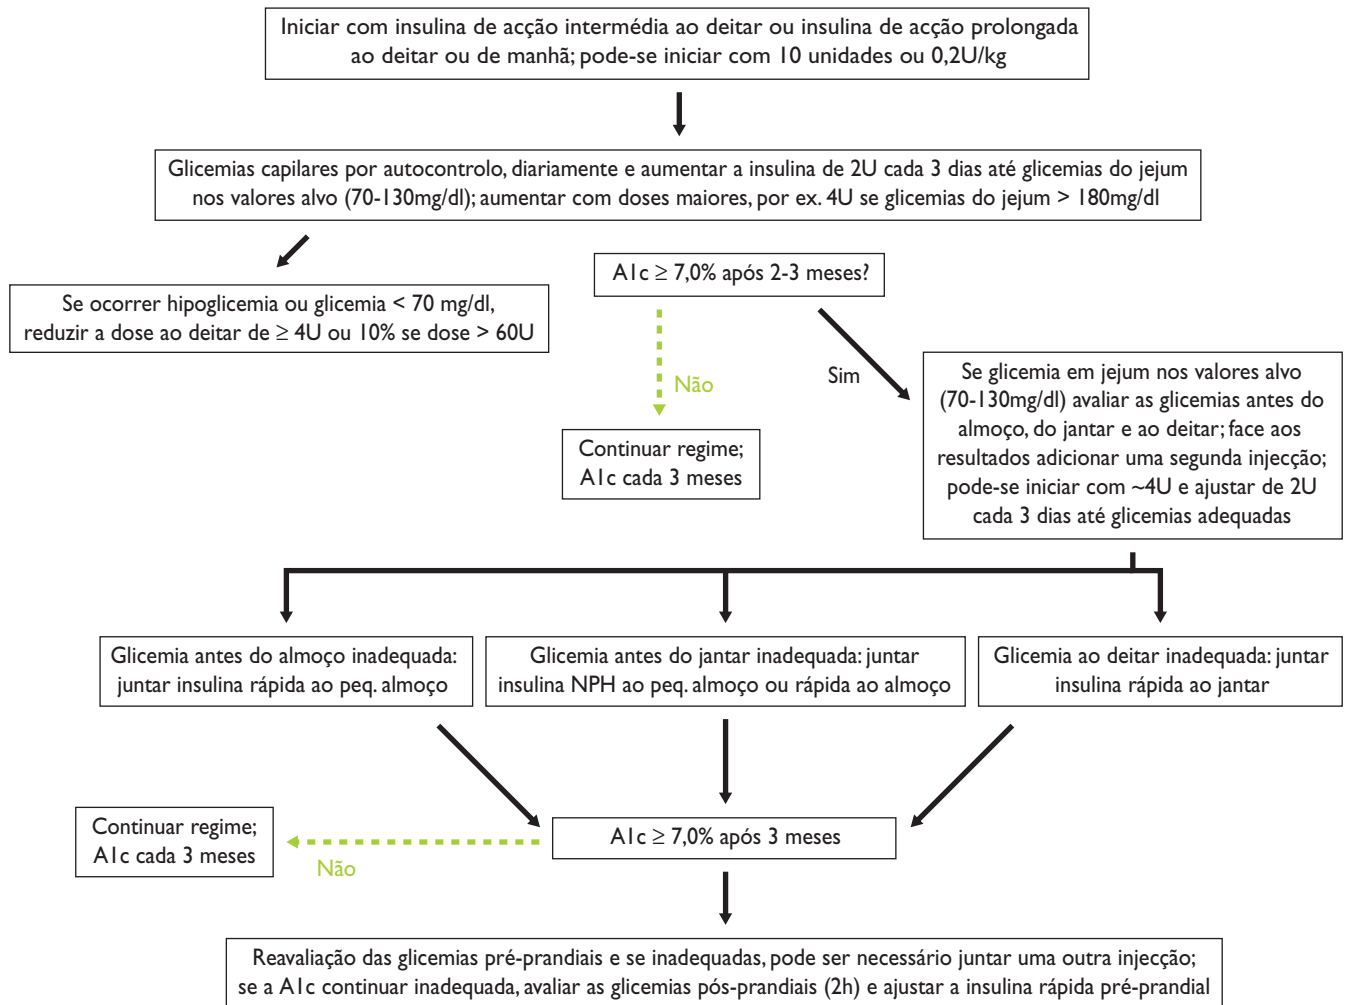 Iniciar com insulina de acção intermédia ao deitar ou insulina de acção prolongada
ao deitar ou de manhã; pode-se iniciar com 10 unidades ou 0,2U/kg
Glicemias capilares por autocontrolo, diariamente e aumentar a insulina de 2U cada 3 dias até glicemias do jejum
nos valores alvo (70-130mg/dl); aumentar com doses maiores, por ex. 4U se glicemias do jejum > 180mg/dl
Se ocorrer hipoglicemia ou glicemia < 70 mg/dl,
reduzir a dose ao deitar de ≥ 4U ou 10% se dose > 60U
A1c ≥ 7,0% após 2-3 meses?
Não
Sim
Continuar regime;
A1c cada 3 meses
Se glicemia em jejum nos valores alvo
(70-130mg/dl) avaliar as glicemias antes do
almoço, do jantar e ao deitar; face aos
resultados adicionar uma segunda injecção;
pode-se iniciar com ~4U e ajustar de 2U
cada 3 dias até glicemias adequadas
Glicemia antes do almoço inadequada:
juntar insulina rápida ao peq. almoço
Glicemia antes do jantar inadequada: juntar
insulina NPH ao peq. almoço ou rápida ao almoço
Glicemia ao deitar inadequada: juntar
insulina rápida ao jantar
Continuar regime;
A1c cada 3 meses
Não
A1c ≥ 7,0% após 3 meses
Reavaliação das glicemias pré-prandiais e se inadequadas, pode ser necessário juntar uma outra injecção;
se a A1c continuar inadequada, avaliar as glicemias pós-prandiais (2h) e ajustar a insulina rápida pré-prandial